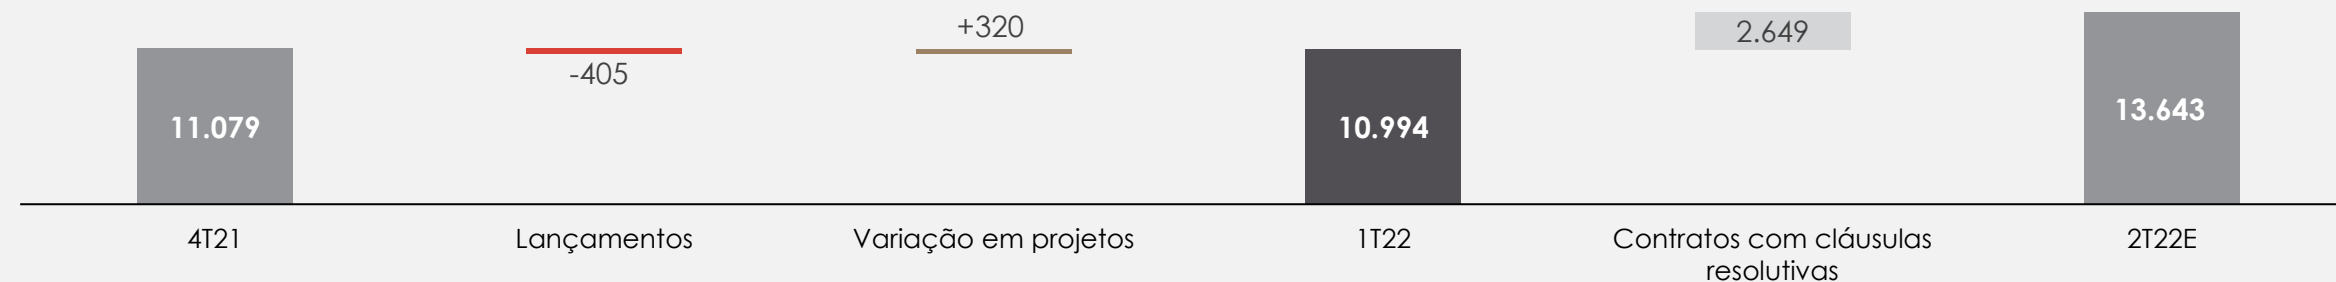 +320
2.649
-405
11.079
10.994
13.643
4T21
Lançamentos
Variação em projetos
1T22
Contratos com cláusulas
resolutivas
2T22E